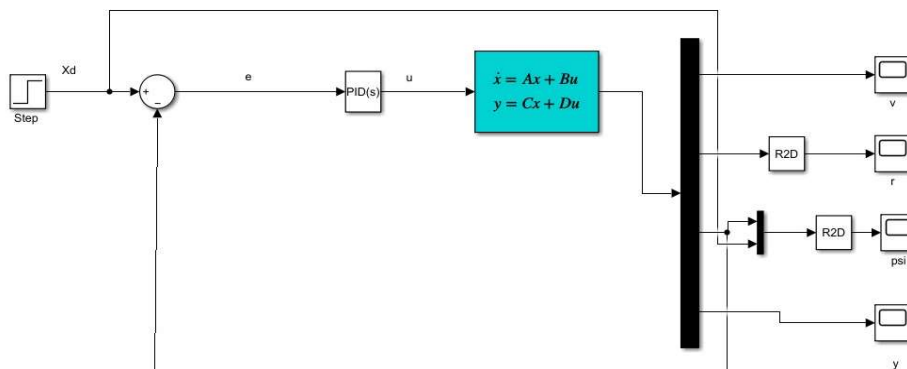 Xd
e
u
Step
+
−
PID(s)
ẋ = Ax + Bu
y = Cx + Du
v
R2D
r
R2D
psi
y